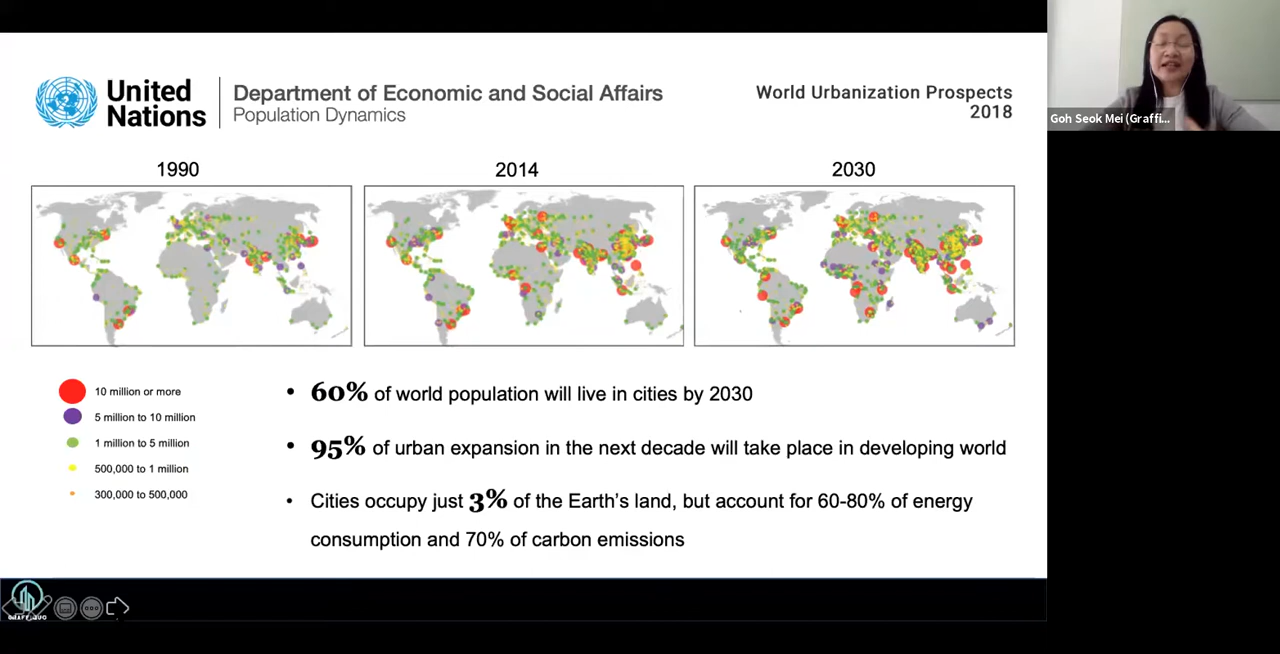 United
Nations
Department of Economic and Social Affairs
Population Dynamics
World Urbanization Prospects
2018
Goh Seok Mei (Graffi...
1990
2014
2030
10 million or more
5 million to 10 million
1 million to 5 million
500,000 to 1 million
300,000 to 500,000
• 60% of world population will live in cities by 2030
• 95% of urban expansion in the next decade will take place in developing world
• Cities occupy just 3% of the Earth's land, but account for 60-80% of energy
consumption and 70% of carbon emissions